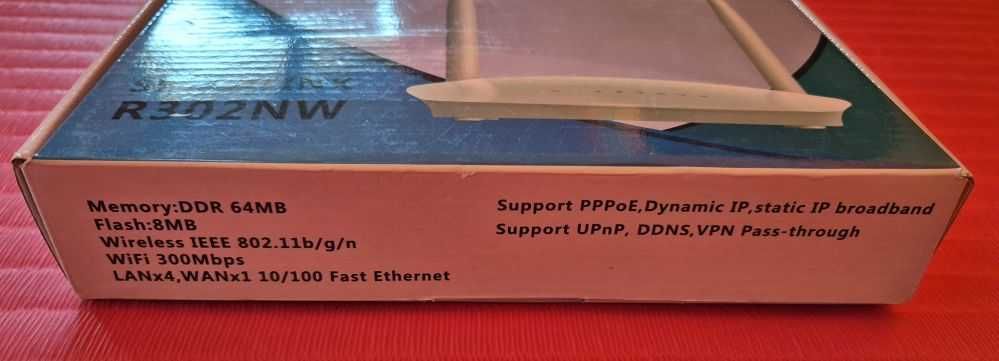 R302NW
Memory:DDR 64MB
Flash:8MB
Wireless IEEE 802.11b/g/n
WiFi 300Mbps
LANx4,WANx1 10/100 Fast Ethernet
Support PPPoE,Dynamic IP,static IP broadband
Support UPnP, DDNS,VPN Pass-through